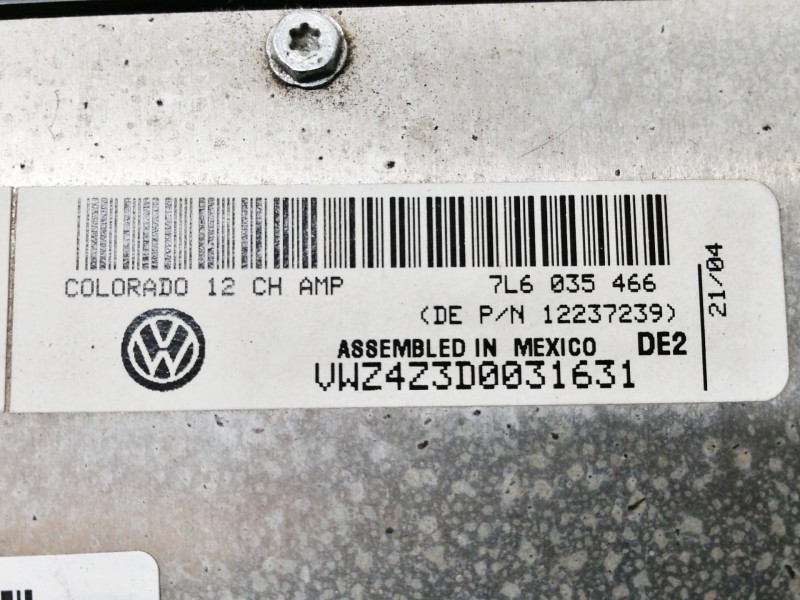 COLORADO 12 CH AMP 7L6 035 466
(DE P/N 12237239)
ASSEMBLED IN MEXICO DE2
VWZ4Z3D0031631
21/04